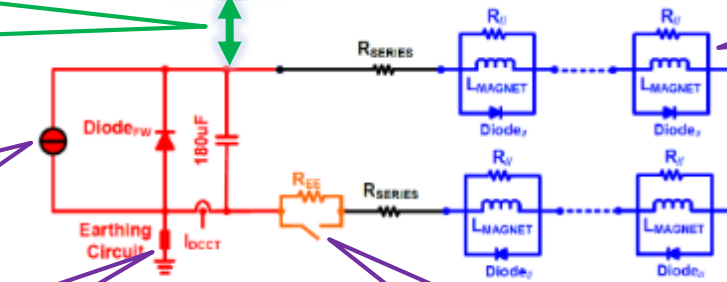 R//
R//
RSERIES
LMAGNET
LMAGNET
DiodeFW
180uF
Diode//
Diode//
REE
RSERIES
R//
R//
Earthing
Circuit
IDCCT
LMAGNET
LMAGNET
Diode//
Diode//